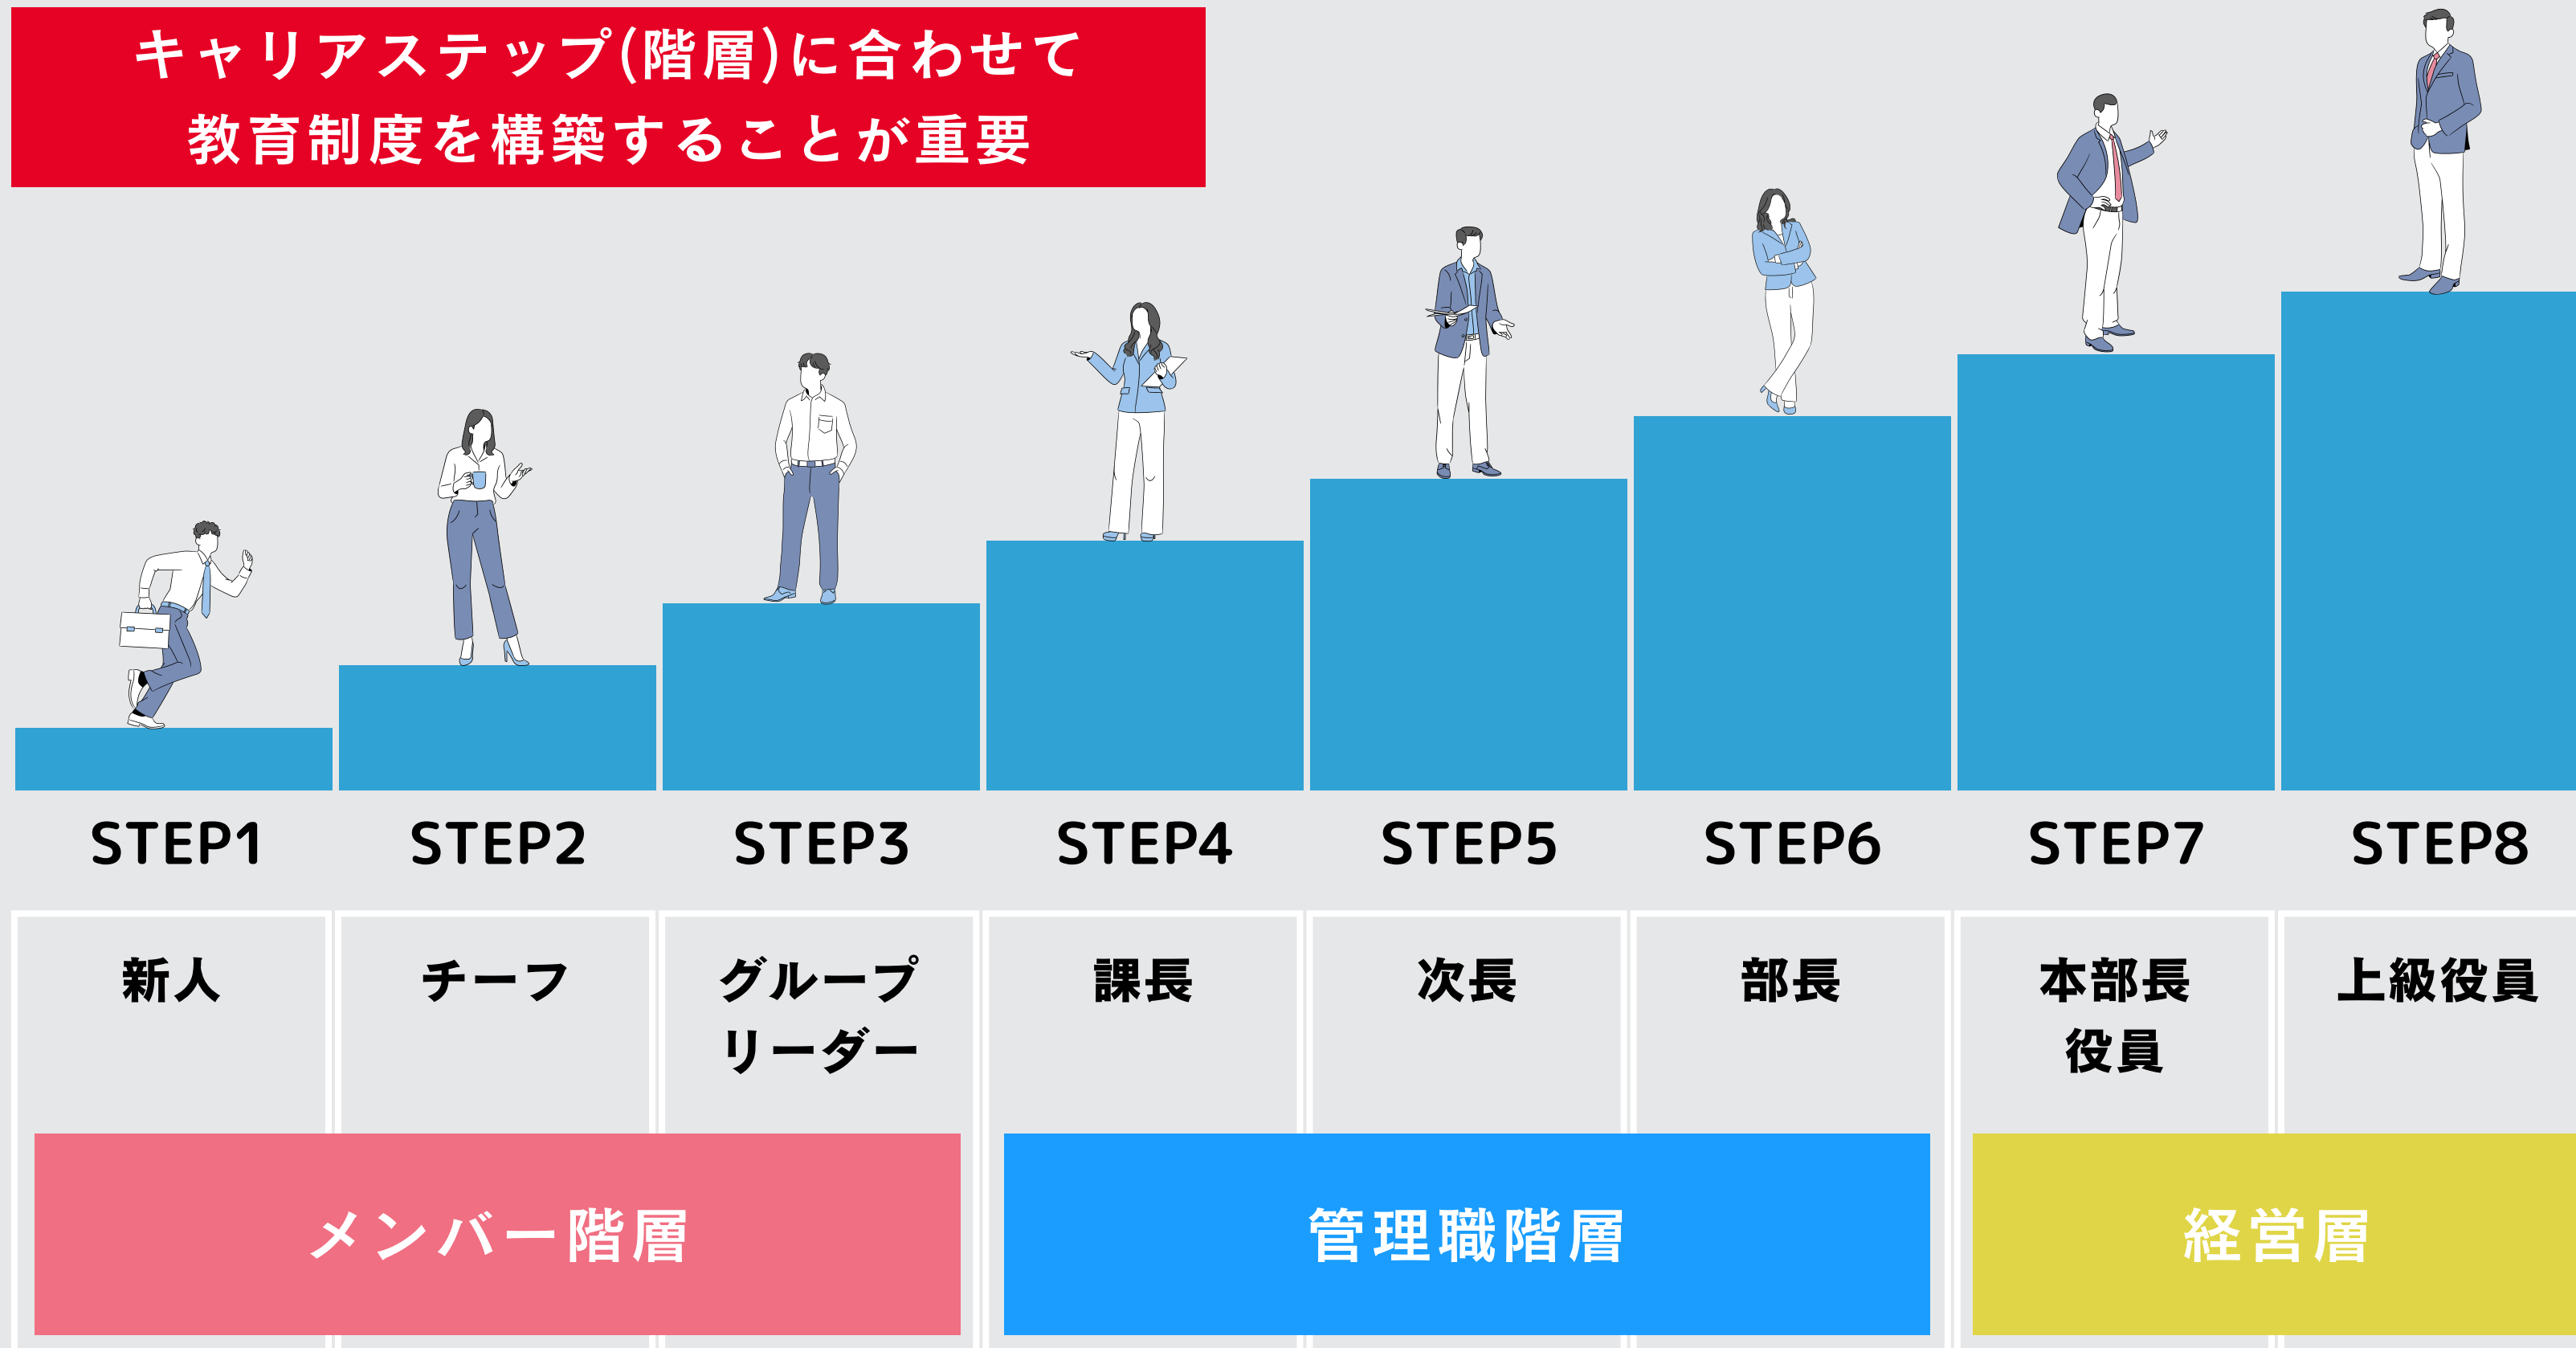 キャリアステップ(階層)に合わせて
教育制度を構築することが重要
STEP1
STEP2
STEP3
STEP4
STEP5
STEP6
STEP7
STEP8
新人
チーフ
グループ
リーダー
課長
次長
部長
本部長
役員
上級役員
メンバー階層
管理職階層
経営層